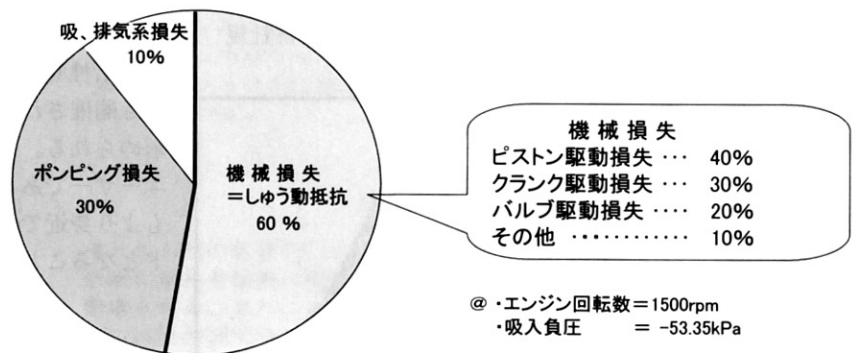 吸、排気系損失
10%
ポンピング損失
30%
機 械 損 失
＝しゅう動抵抗
60 %
機 械 損 失
ピストン駆動損失 ‥‥ 40%
クランク駆動損失 ‥‥ 30%
バルブ駆動損失 ‥‥ 20%
その他 ‥‥‥‥‥‥ 10%
@ ・エンジン回転数＝1500rpm
・吸入負圧 ＝ -53.35kPa